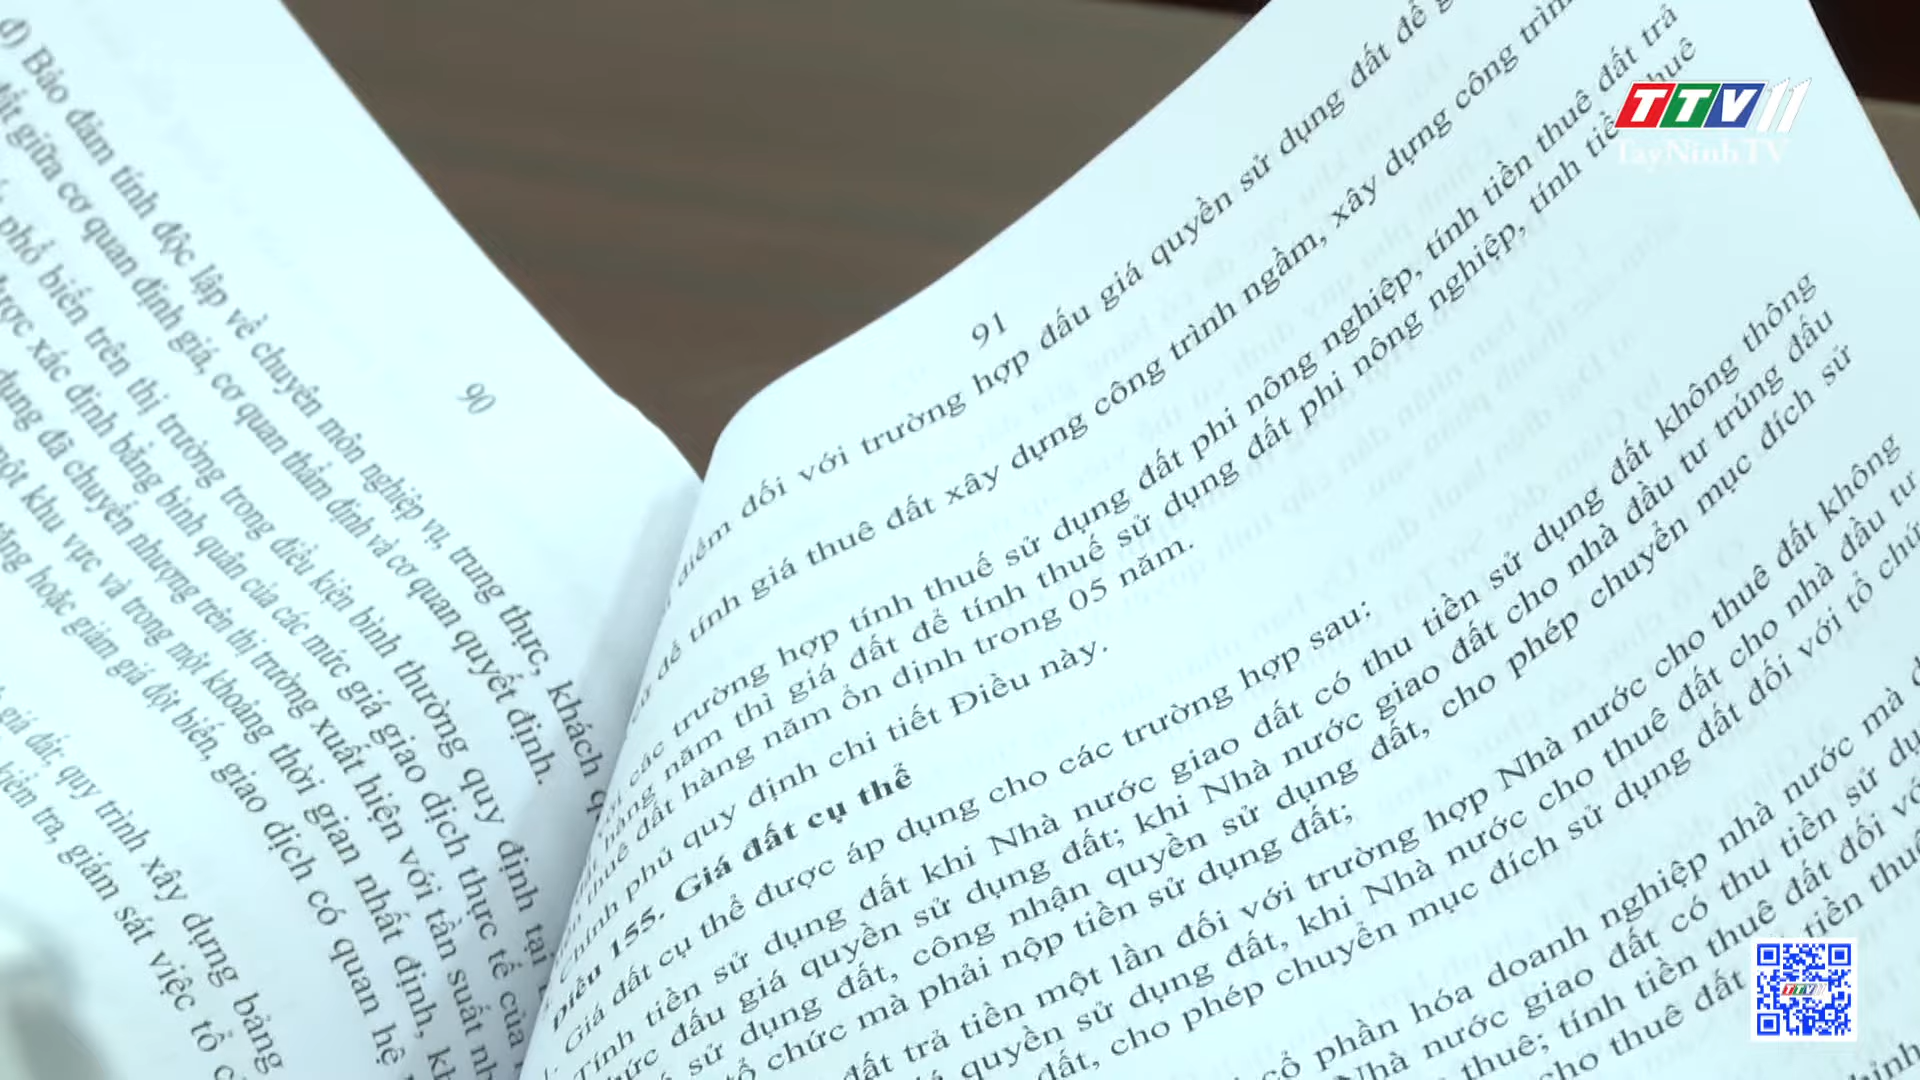 90
d) Bảo đảm tính độc lập về chuyên môn nghiệp vụ, trung thực, khách
giữa cơ quan định giá, cơ quan thẩm định và cơ quan quyết định.
phổ biến trên thị trường trong điều kiện bình thường quy định tại
xác định bằng bình quân của các mức giá giao dịch thực tế của
đã chuyển nhượng trên thị trường xuất hiện với tần suất
một khu vực và trong một khoảng thời gian nhất định,
hoặc giảm giá đột biến, giao dịch có quan hệ
giá đất; quy trình xây dựng bảng
kiểm tra, giám sát việc tổ
91
điểm đối với trường hợp đấu giá quyền sử dụng đất để
để tính giá thuê đất xây dựng công trình ngầm, xây dựng công trình
các trường hợp tính thuế sử dụng đất phi nông nghiệp, tính tiền thuê đất trả
hàng năm thì giá đất để tính thuế sử dụng đất phi nông nghiệp, tính tiền thuê
thuê đất hàng năm ổn định trong 05 năm.
Chính phủ quy định chi tiết Điều này.
Điều 155. Giá đất cụ thể
Giá đất cụ thể được áp dụng cho các trường hợp sau:
Tính tiền sử dụng đất khi Nhà nước giao đất có thu tiền sử dụng đất không thông
đấu giá quyền sử dụng đất; khi Nhà nước giao đất cho nhà đầu tư trúng đấu
sử dụng đất, công nhận quyền sử dụng đất, cho phép chuyển mục đích sử
tổ chức mà phải nộp tiền sử dụng đất;
đất trả tiền một lần đối với trường hợp Nhà nước cho thuê đất không
quyền sử dụng đất, khi Nhà nước cho thuê đất cho nhà đầu tư
đất, cho phép chuyển mục đích sử dụng đất đối với tổ chức
cổ phần hóa doanh nghiệp nhà nước mà
Nhà nước giao đất có thu tiền sử
thuê; tính tiền thuê đất đối với
cho thuê đất tiền thuê
TTV11
TayNinhTV
TTV11